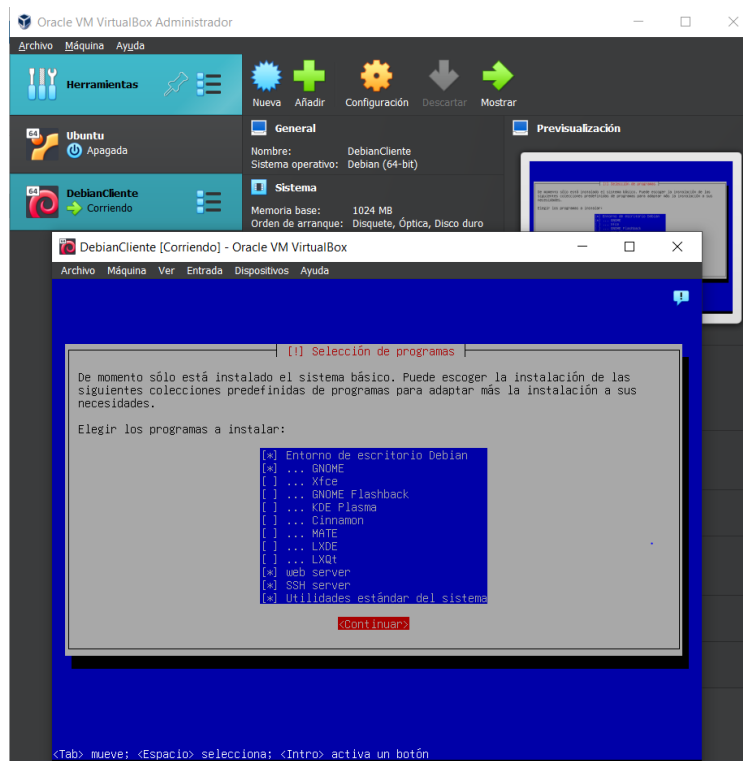 Oracle VM VirtualBox Administrador
Archivo Máquina Ayuda
Herramientas
Nueva Añadir Configuración Descartar Mostrar
64 Ubuntu
Apagada
General
Nombre: DebianCliente
Sistema operativo: Debian (64-bit)
Previsualización
64 DebianCliente
Corriendo
Sistema
Memoria base: 1024 MB
Orden de arranque: Disquete, Óptica, Disco duro
DebianCliente [Corriendo] - Oracle VM VirtualBox
Archivo Máquina Ver Entrada Dispositivos Ayuda
[!] Selección de programas
De momento sólo está instalado el sistema básico. Puede escoger la instalación de las
siguientes colecciones predefinidas de programas para adaptar más la instalación a sus
necesidades.
Elegir los programas a instalar:
[*] Entorno de escritorio Debian
[*] ... GNOME
[ ] ... Xfce
[ ] ... GNOME Flashback
[ ] ... KDE Plasma
[ ] ... Cinnamon
[ ] ... MATE
[ ] ... LXDE
[ ] ... LXQt
[*] web server
[*] SSH server
[*] Utilidades estándar del sistema
<Continuar>
<Tab> mueve; <Espacio> selecciona; <Intro> activa un botón